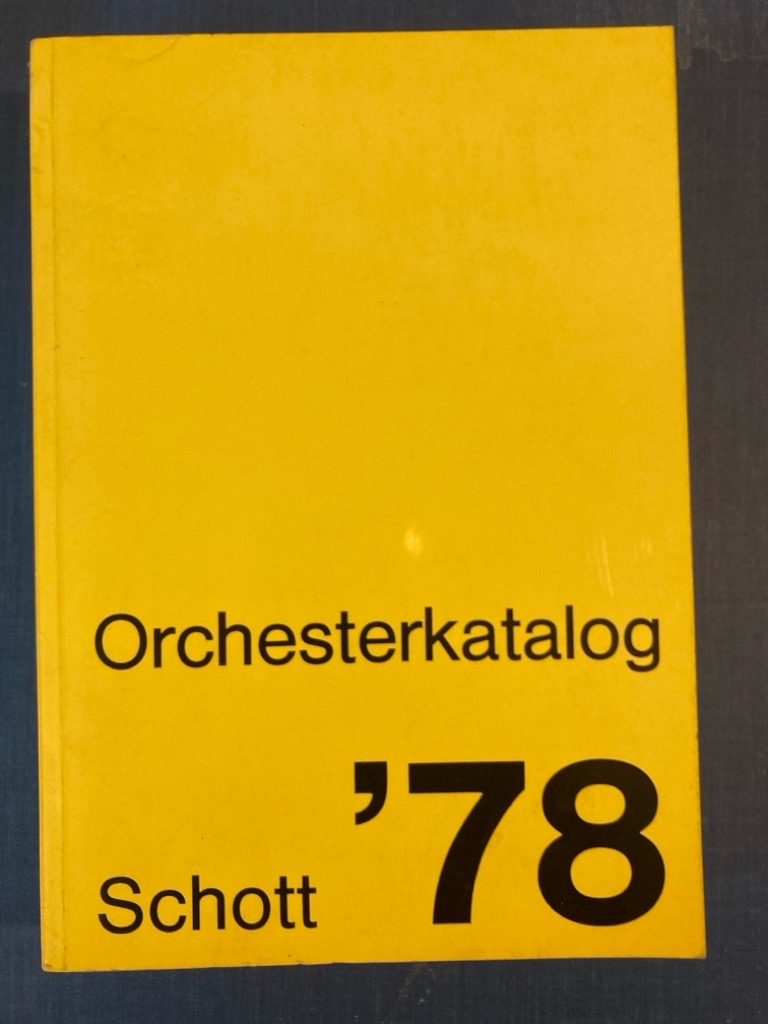 Orchesterkatalog
’78
Schott